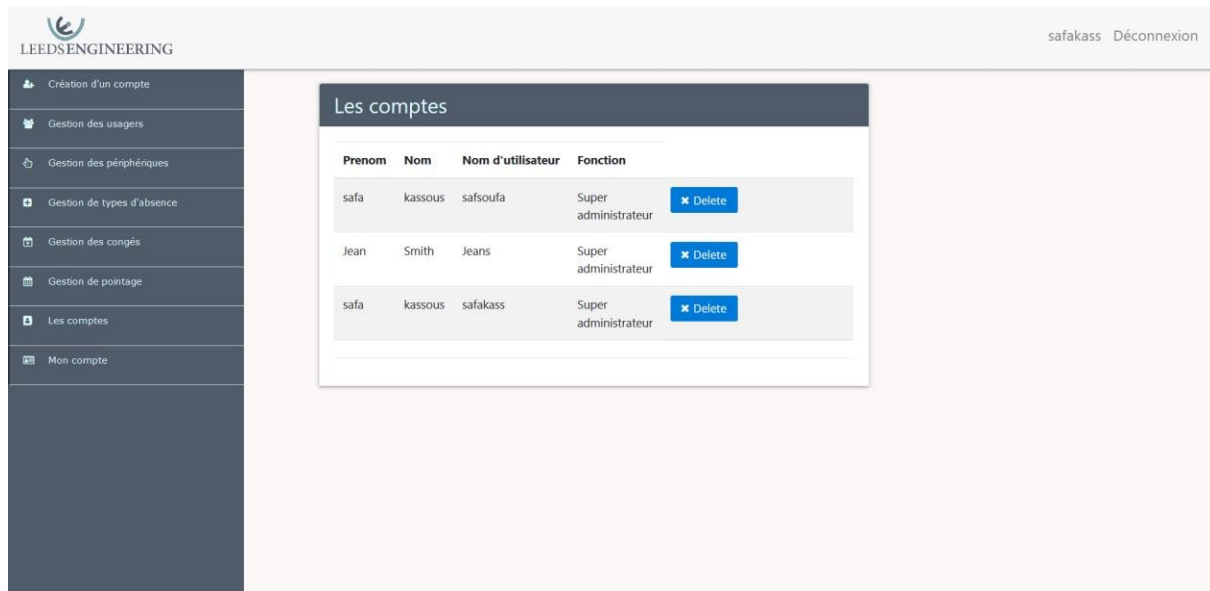 LEEDSENGINEERING
safakass Déconnexion
Création d'un compte
Gestion des usagers
Gestion des périphériques
Gestion de types d'absence
Gestion des congés
Gestion de pointage
Les comptes
Mon compte
Les comptes
Prenom Nom Nom d'utilisateur Fonction
safa kassous safsoufa Super
administrateur
Delete
Jean Smith Jeans Super
administrateur
Delete
safa kassous safakass Super
administrateur
Delete